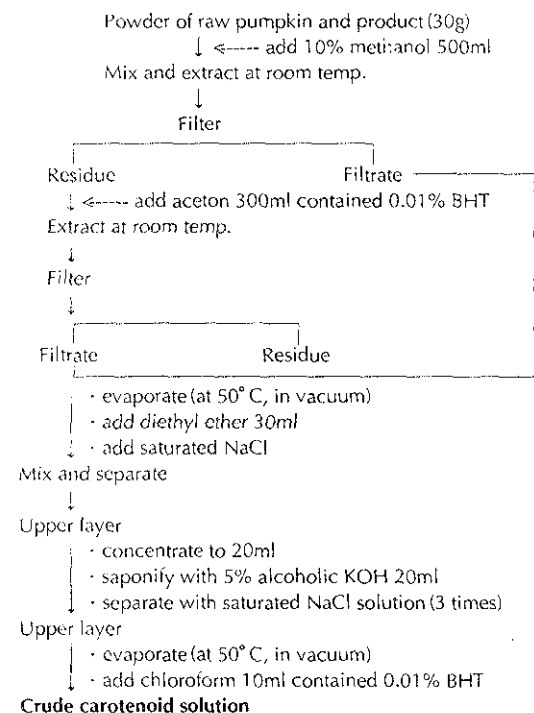 Powder of raw pumpkin and product (30g)
add 10% methanol 500ml
Mix and extract at room temp.
Filter
Residue Filtrate
add aceton 300ml contained 0.01% BHT
Extract at room temp.
Filter
Filtrate Residue
· evaporate (at 50°C, in vacuum)
· add diethyl ether 30ml
· add saturated NaCl
Mix and separate
Upper layer
· concentrate to 20ml
· saponify with 5% alcoholic KOH 20ml
· separate with saturated NaCl solution (3 times)
Upper layer
· evaporate (at 50°C, in vacuum)
· add chloroform 10ml contained 0.01% BHT
Crude carotenoid solution